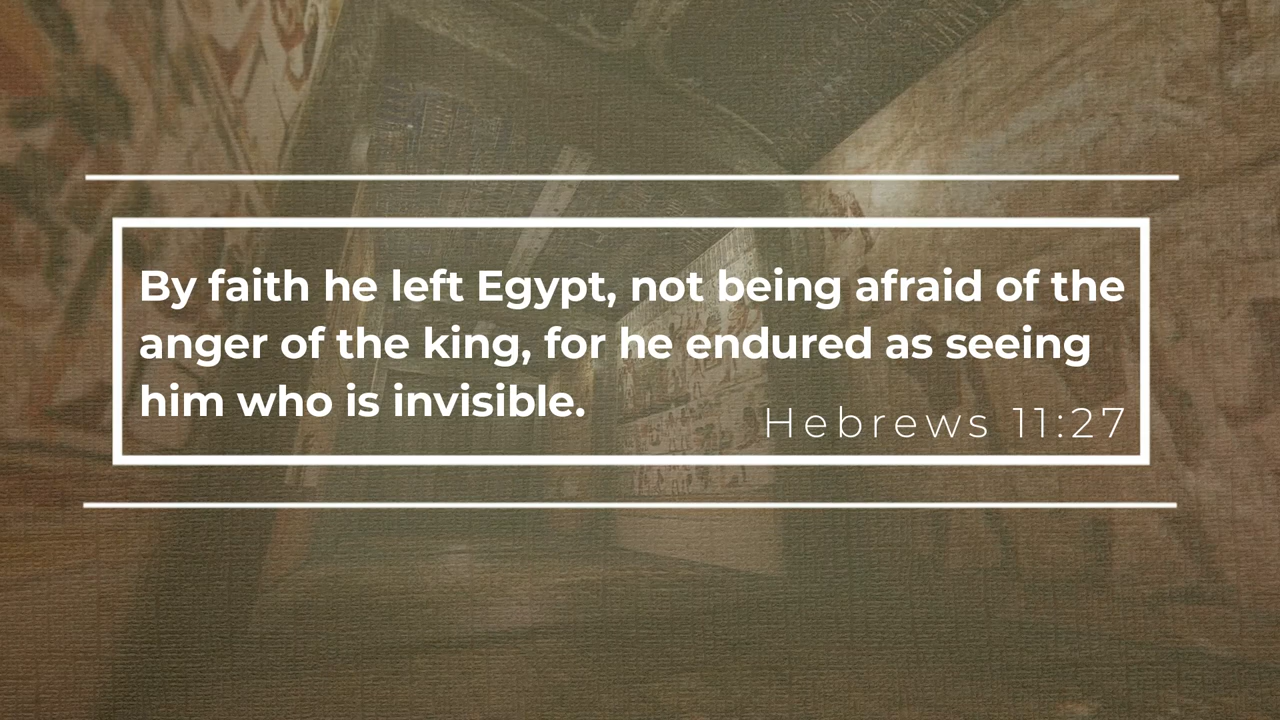 By faith he left Egypt, not being afraid of the
anger of the king, for he endured as seeing
him who is invisible.
Hebrews 11:27